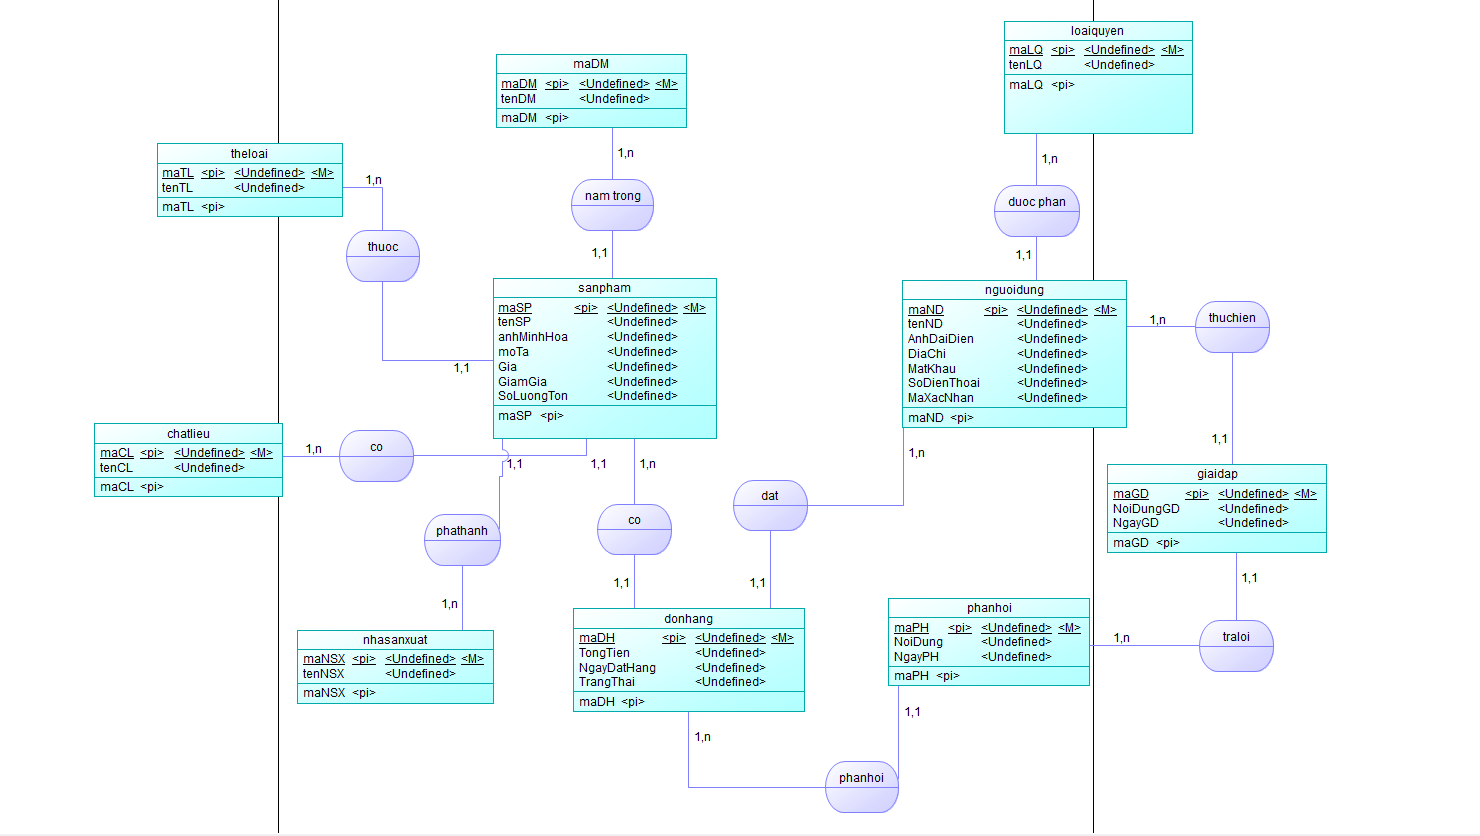 loaiquyen
maLQ <pi> <Undefined> <M>
tenLQ <Undefined>
maLQ <pi>
maDM
maDM <pi> <Undefined> <M>
tenDM <Undefined>
maDM <pi>
1,n
1,n
theloai
maTL <pi> <Undefined> <M>
tenTL <Undefined>
maTL <pi>
1,n
nam trong
duoc phan
thuoc
1,1
1,1
sanpham
maSP <pi> <Undefined> <M>
tenSP <Undefined>
anhMinhHoa <Undefined>
moTa <Undefined>
Gia <Undefined>
GiamGia <Undefined>
SoLuongTon <Undefined>
maSP <pi>
1,1
nguoidung
maND <pi> <Undefined> <M>
tenND <Undefined>
AnhDaiDien <Undefined>
DiaChi <Undefined>
MatKhau <Undefined>
SoDienThoai <Undefined>
MaXacNhan <Undefined>
maND <pi>
1,n
thuchien
1,1
chatlieu
maCL <pi> <Undefined> <M>
tenCL <Undefined>
maCL <pi>
1,n
co
1,1
1,1
1,n
1,n
giaidap
maGD <pi> <Undefined> <M>
NoiDungGD <Undefined>
NgayGD <Undefined>
maGD <pi>
dat
co
phathanh
1,1
1,1
1,1
1,n
nhasanxuat
maNSX <pi> <Undefined> <M>
tenNSX <Undefined>
maNSX <pi>
donhang
maDH <pi> <Undefined> <M>
TongTien <Undefined>
NgayDatHang <Undefined>
TrangThai <Undefined>
maDH <pi>
phanhoi
maPH <pi> <Undefined> <M>
NoiDung <Undefined>
NgayPH <Undefined>
maPH <pi>
1,n
traloi
1,1
1,n
phanhoi